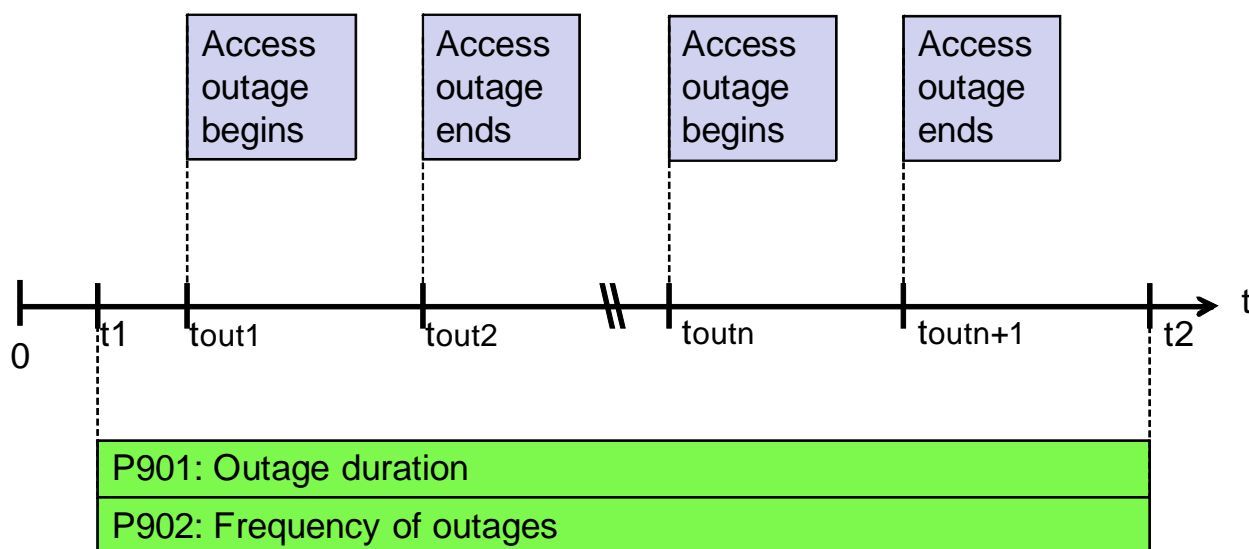 Access
outage
begins
Access
outage
ends
Access
outage
begins
Access
outage
ends
t
0
t1
tout1
tout2
toutn
toutn+1
t2
P901: Outage duration
P902: Frequency of outages